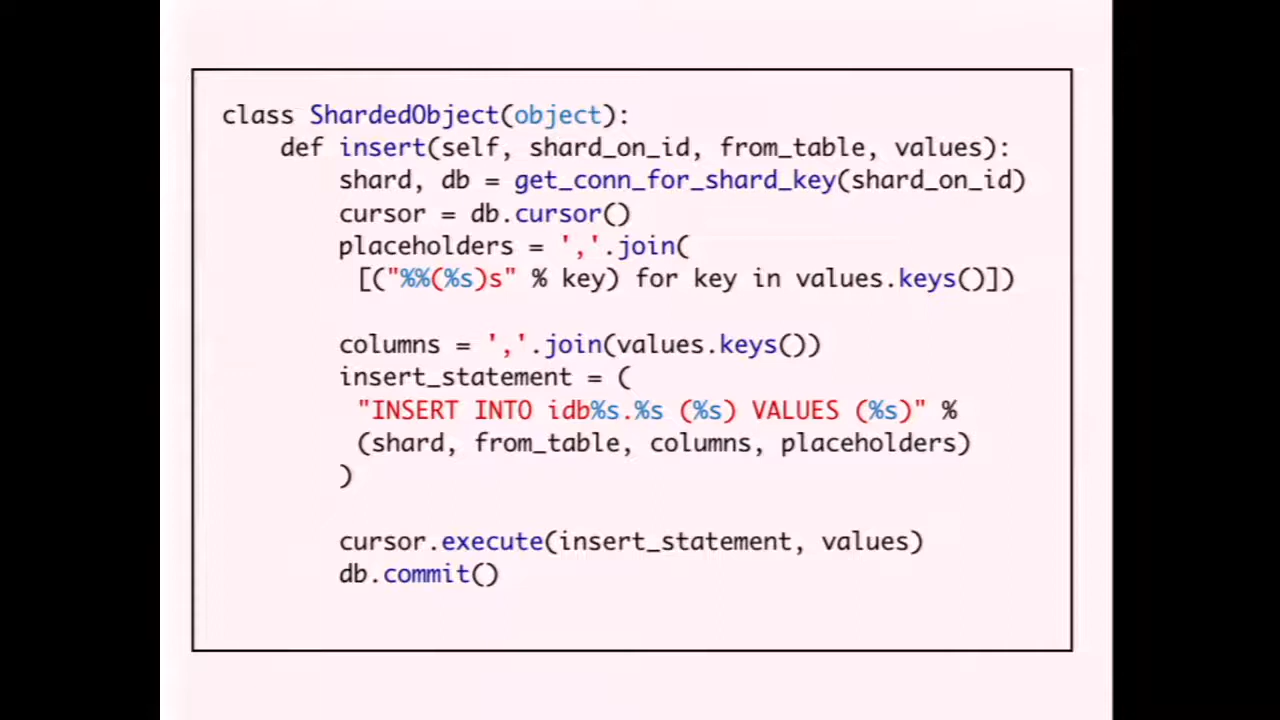 class ShardedObject(object):
    def insert(self, shard_on_id, from_table, values):
        shard, db = get_conn_for_shard_key(shard_on_id)
        cursor = db.cursor()
        placeholders = ','.join(
         [("%%(%s)s" % key) for key in values.keys()])
        columns = ','.join(values.keys())
        insert_statement = (
         "INSERT INTO idb%s.%s (%s) VALUES (%s)" %
         (shard, from_table, columns, placeholders)
        )
        cursor.execute(insert_statement, values)
        db.commit()